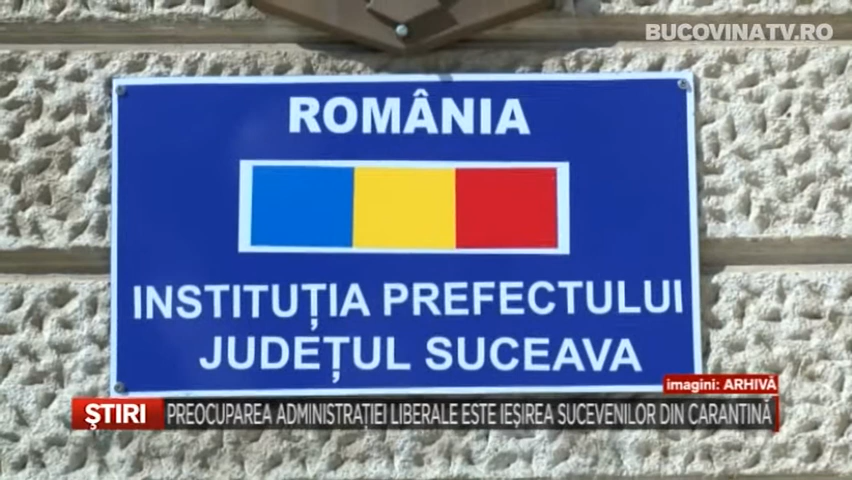 BUCOVINATV.RO
ROMÂNIA
INSTITUȚIA PREFECTULUI
JUDEȚUL SUCEAVA
imagini: ARHIVĂ
ȘTIRI PREOCUPAREA ADMINISTRAȚIEI LIBERALE ESTE IEȘIREA SUCEVENILOR DIN CARANTINĂ